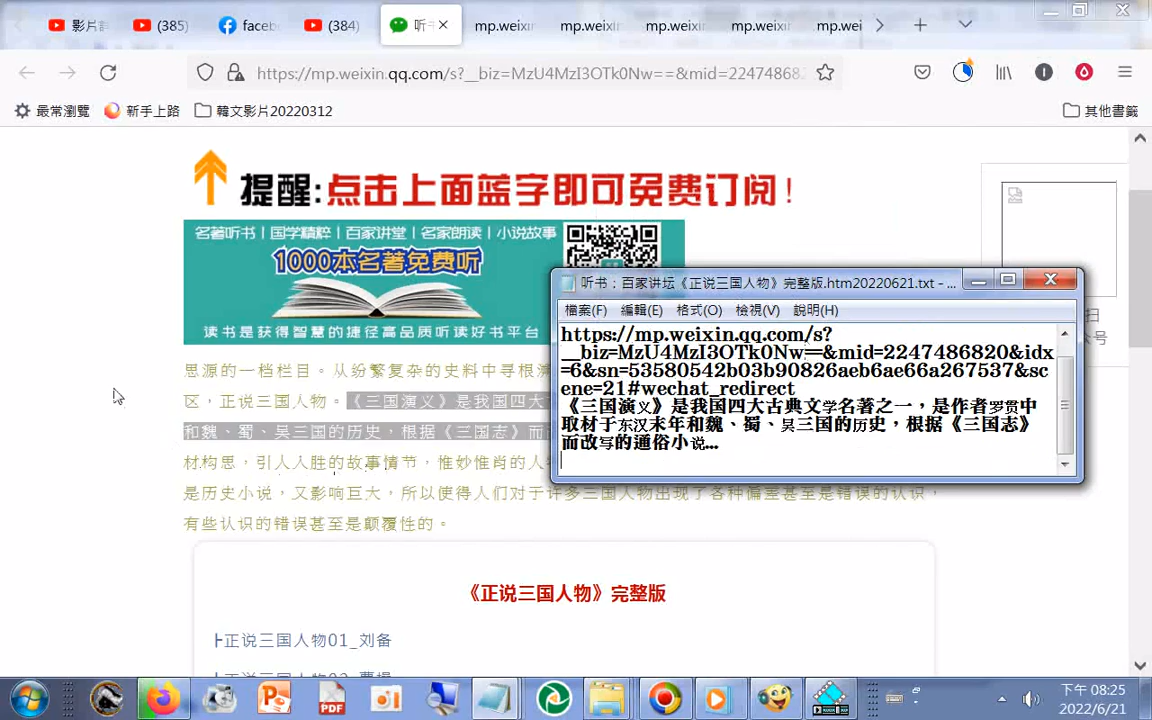 影片
(385)
faceb
(384)
听
mp.weixin
mp.weixin
mp.weixin
mp.weixin
mp.wei
https://mp.weixin.qq.com/s?__biz=MzU4MzI3OTk0Nw==&mid=22474868
最常瀏覽
新手上路
韓文影片20220312
其他書籤
提醒:点击上面蓝字即可免费订阅！
名著听书|国学精粹|百家讲堂|名家朗读|小说故事
1000本名著免费听
读书是获得智慧的捷径高品质听读好书平台
思源的一档栏目。从纷繁复杂的史料中寻根溯
区，正说三国人物。《三国演义》是我国四大
和魏、蜀、吴三国的历史，根据《三国志》而
材构思，引人入胜的故事情节，惟妙惟肖的人
是历史小说，又影响巨大，所以使得人们对于许多三国人物出现了各种偏差甚至是错误的认识，
有些认识的错误甚至是颠覆性的。
《正说三国人物》完整版
┣正说三国人物01_刘备
听书：百家讲坛《正说三国人物》完整版.htm20220621.txt - ...
檔案(F)
編輯(E)
格式(O)
檢視(V)
說明(H)
https://mp.weixin.qq.com/s?
__biz=MzU4MzI3OTk0Nw==&mid=2247486820&idx
=6&sn=53580542b03b90826aeb6ae66a267537&sc
ene=21#wechat_redirect
《三国演义》是我国四大古典文学名著之一，是作者罗贯中
取材于东汉末年和魏、蜀、吴三国的历史，根据《三国志》
而改写的通俗小说...
下午 08:25
2022/6/21